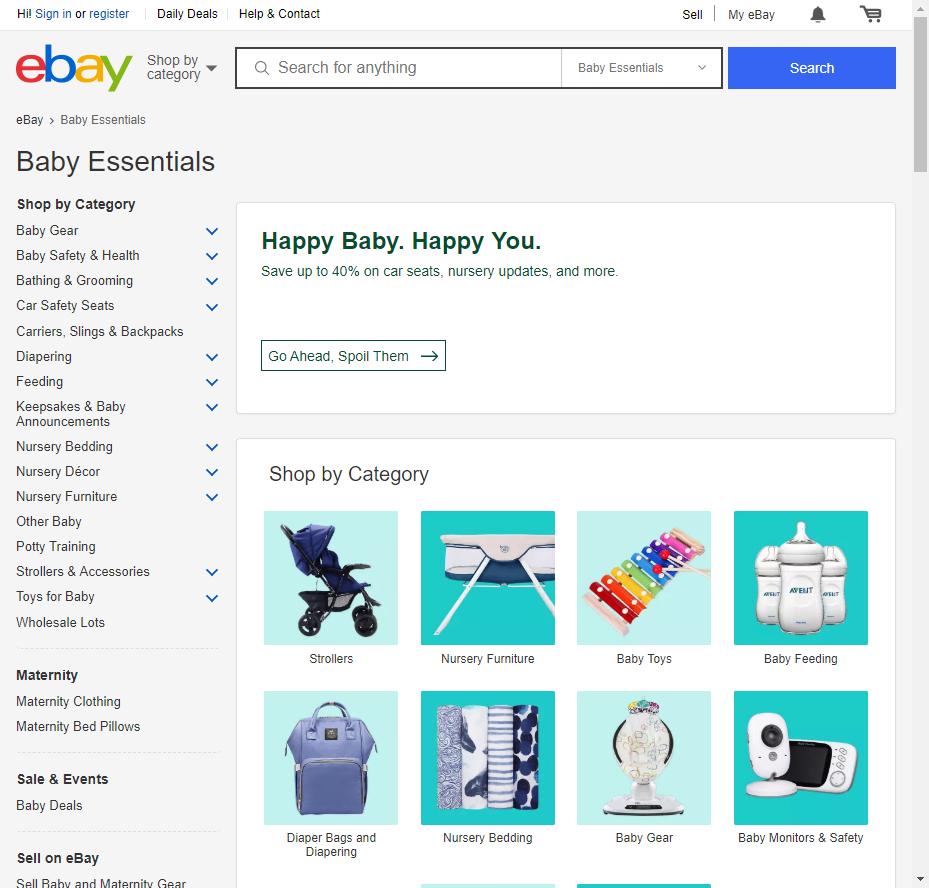 Hi! Sign in or register Daily Deals Help & Contact Sell My eBay
ebay
Shop by category
Search for anything Baby Essentials Search
eBay > Baby Essentials
Baby Essentials
Shop by Category
Baby Gear
Baby Safety & Health
Bathing & Grooming
Car Safety Seats
Carriers, Slings & Backpacks
Diapering
Feeding
Keepsakes & Baby
Announcements
Nursery Bedding
Nursery Décor
Nursery Furniture
Other Baby
Potty Training
Strollers & Accessories
Toys for Baby
Wholesale Lots
Maternity
Maternity Clothing
Maternity Bed Pillows
Sale & Events
Baby Deals
Sell on eBay
Sell Baby and Maternity Gear
Happy Baby. Happy You.
Save up to 40% on car seats, nursery updates, and more.
Go Ahead, Spoil Them
Shop by Category
AVENT AVENT AVENT
Strollers
Nursery Furniture
Baby Toys
Baby Feeding
Diaper Bags and
Diapering
Nursery Bedding
Baby Gear
Baby Monitors & Safety